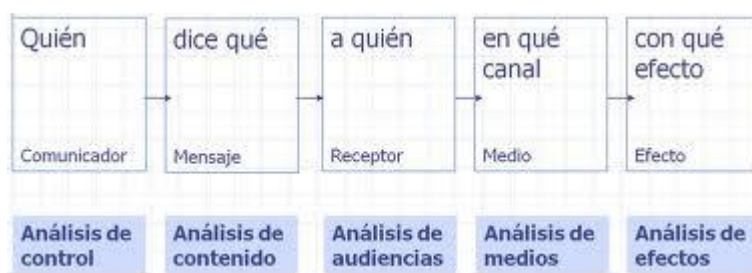 Quién
dice qué
a quién
en qué
canal
con qué
efecto
Comunicador
Mensaje
Receptor
Medio
Efecto
Análisis de
control
Análisis de
contenido
Análisis de
audiencias
Análisis de
medios
Análisis de
efectos